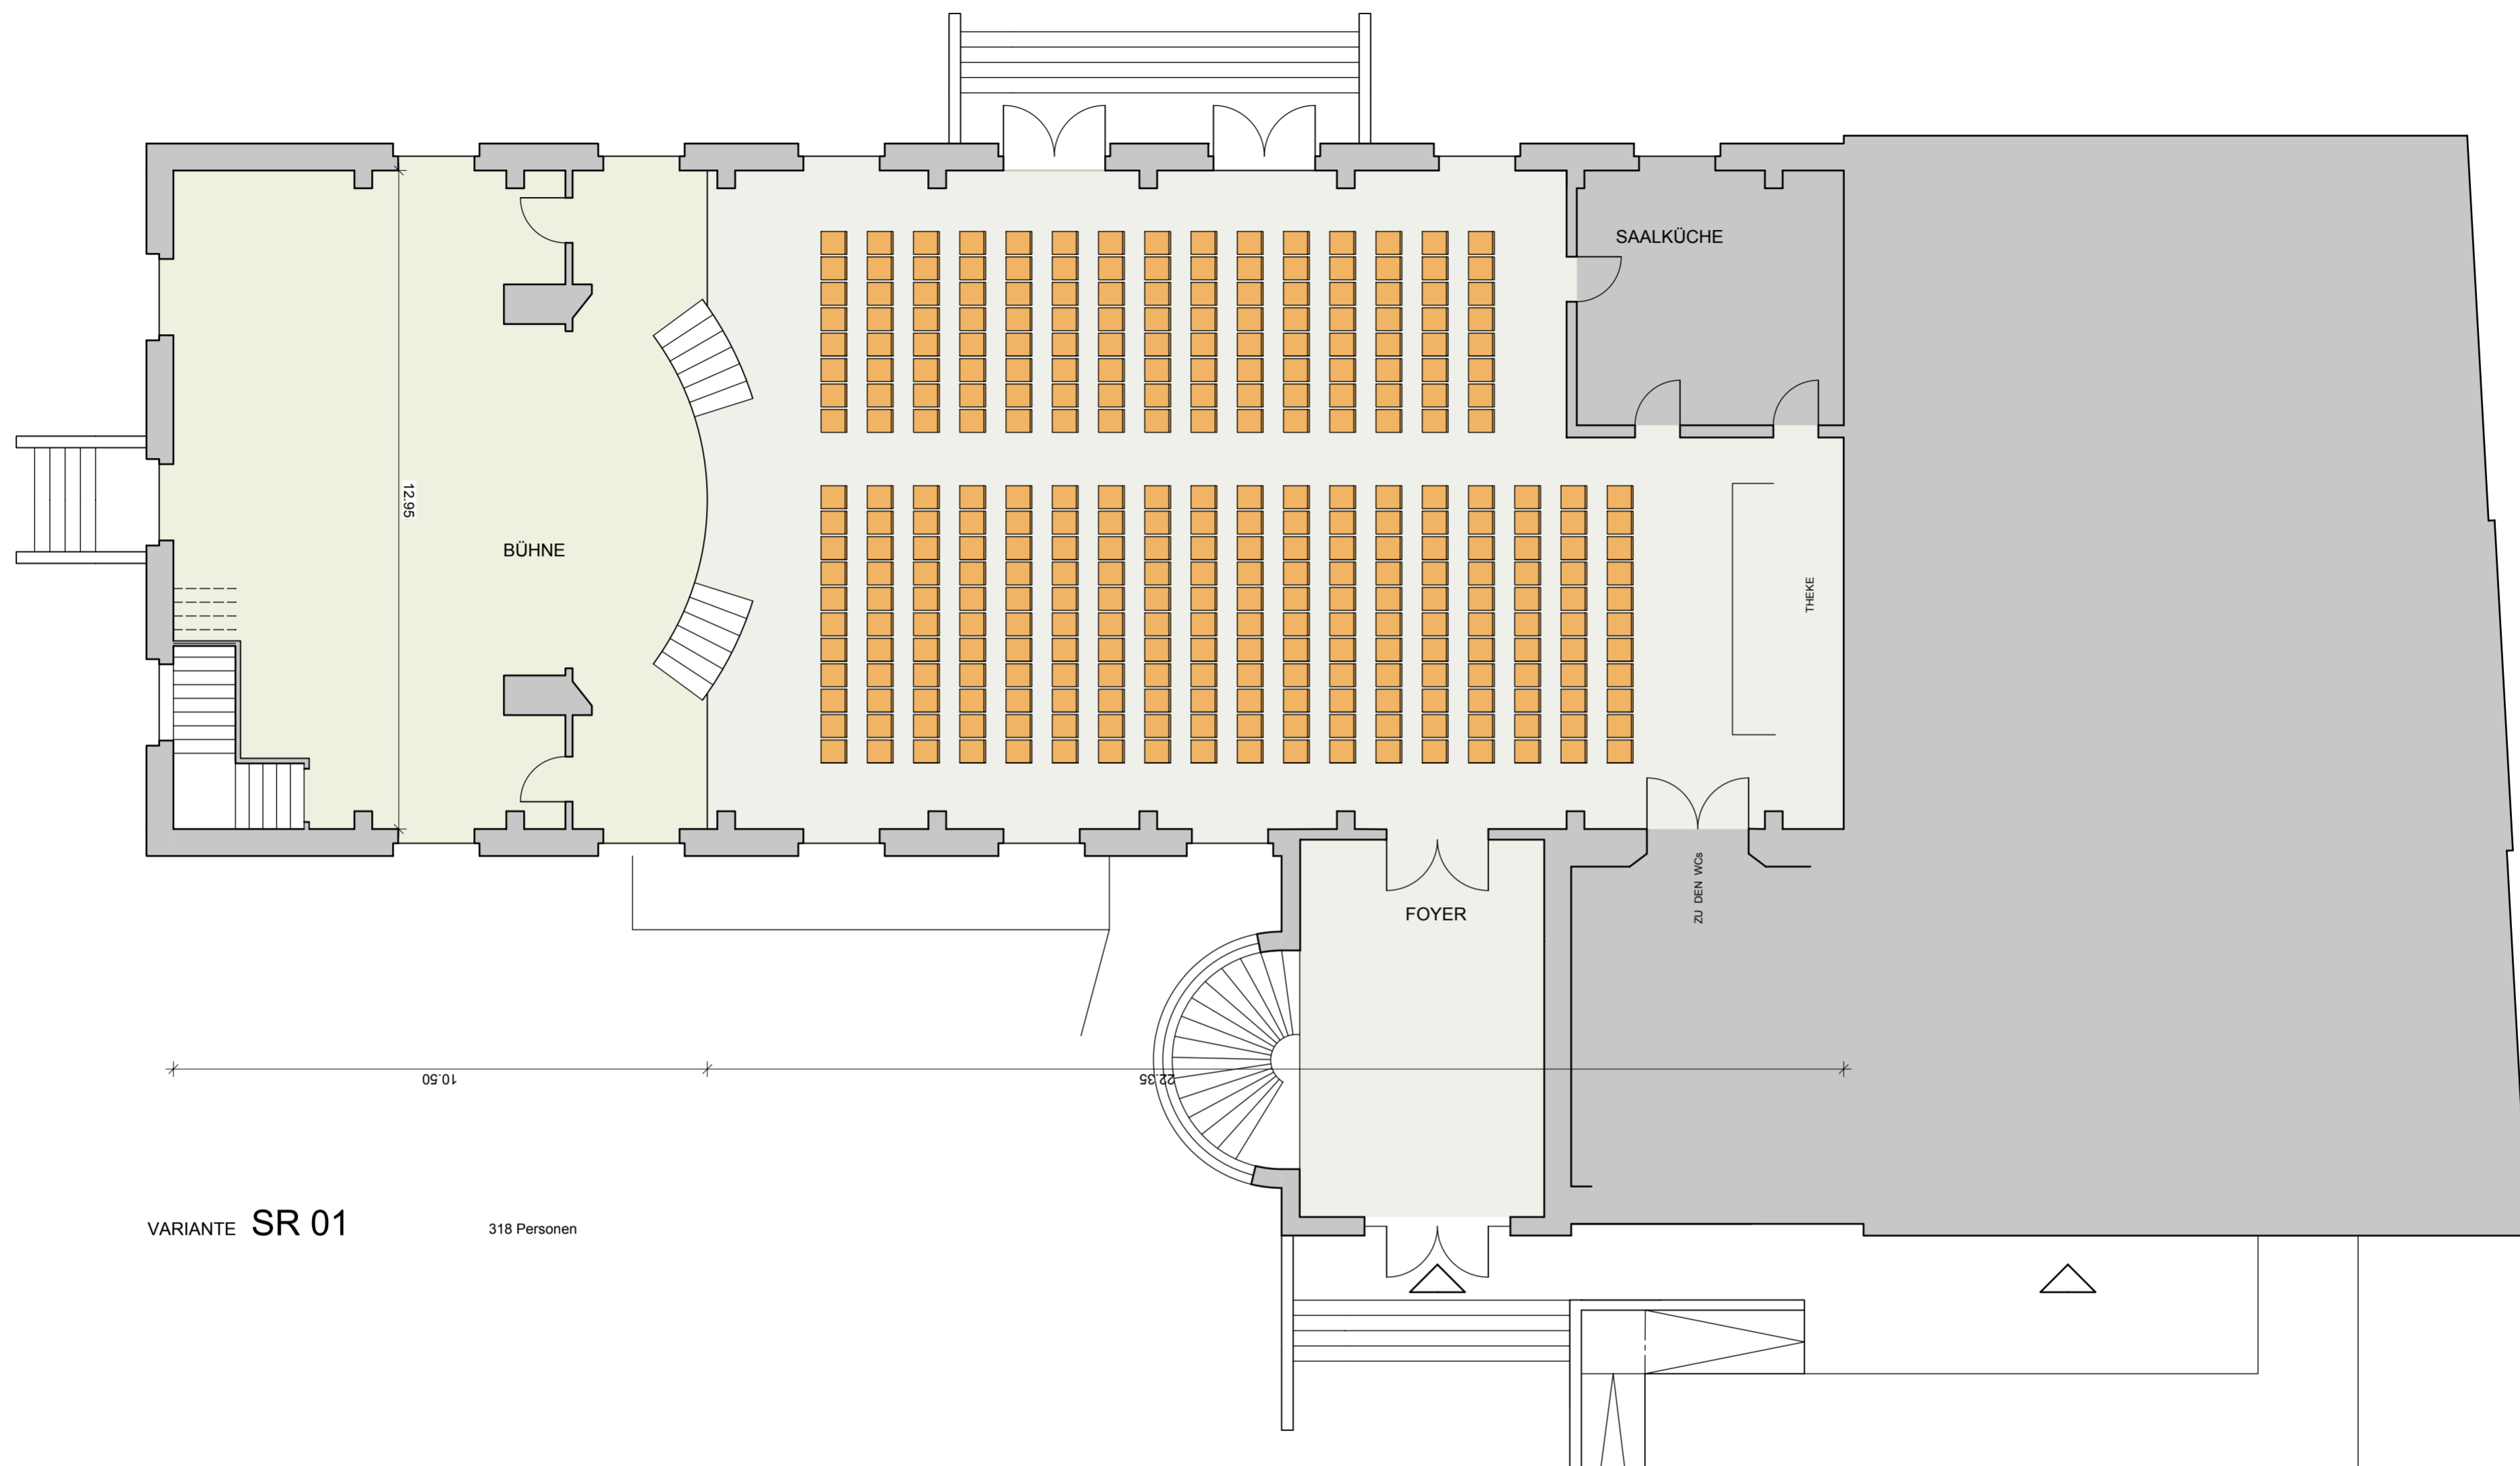 SAALKÜCHE
12.95
BÜHNE
THEKE
ZU DEN WCs
FOYER
10.50
22.35
VARIANTE SR 01
318 Personen